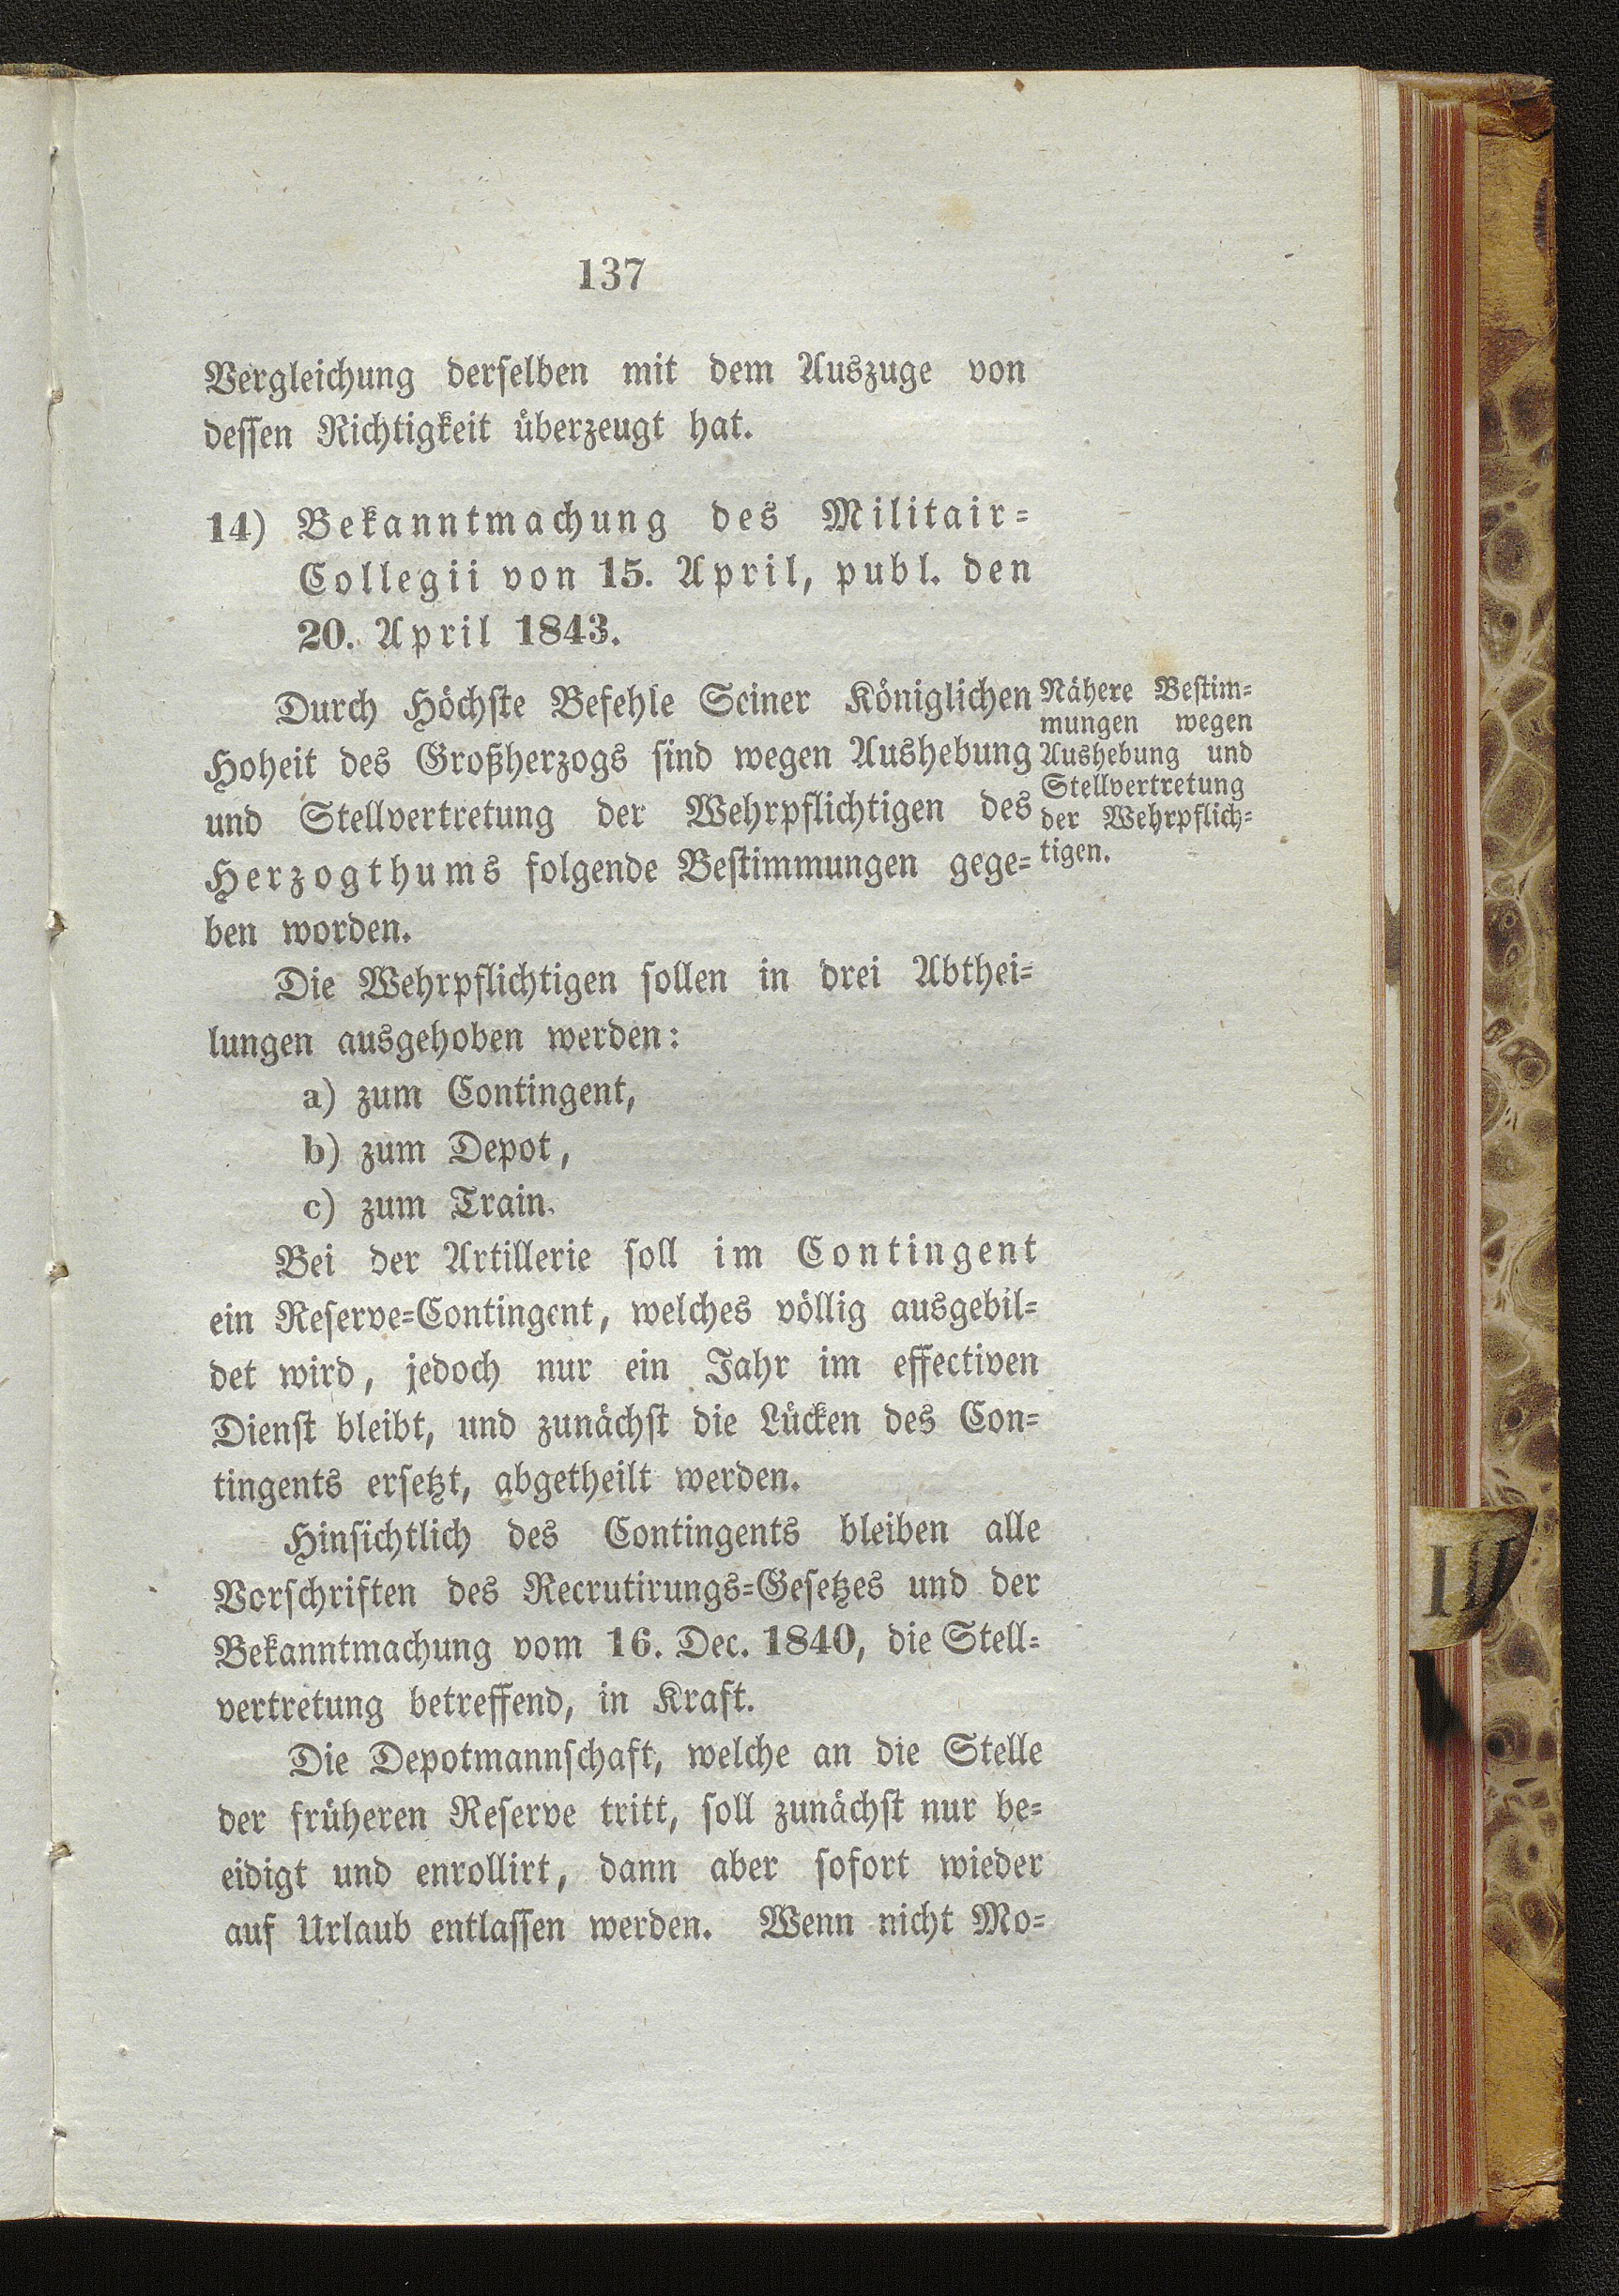 137
Vergleichung derselben mit dem Auszuge von
dessen Richtigkeit überzeugt hat.
14) Bekanntmachung des Militair-
Collegii von 15. April, publ. den
20. April 1843.
Durch Höchste Befehle Seiner Königlichen
Hoheit des Großherzogs sind wegen Aushebung
und Stellvertretung der Wehrpflichtigen des
Herzogthums folgende Bestimmungen gege-
ben worden.
Nähere Bestim-
mungen wegen
Aushebung und
Stellvertretung
der Wehrpflich-
tigen.
Die Wehrpflichtigen sollen in drei Abthei-
lungen ausgehoben werden:
a) zum Contingent,
b) zum Depot,
c) zum Train.
Bei der Artillerie soll im Contingent
ein Reserve-Contingent, welches völlig ausgebil-
det wird, jedoch nur ein Jahr im effectiven
Dienst bleibt, und zunächst die Lücken des Con-
tingents ersetzt, abgetheilt werden.
Hinsichtlich des Contingents bleiben alle
Vorschriften des Recrutirungs-Gesetzes und der
Bekanntmachung vom 16. Dec. 1840, die Stell-
vertretung betreffend, in Kraft.
Die Depotmannschaft, welche an die Stelle
der früheren Reserve tritt, soll zunächst nur be-
eidigt und enrollirt, dann aber sofort wieder
auf Urlaub entlassen werden. Wenn nicht Mo-
III